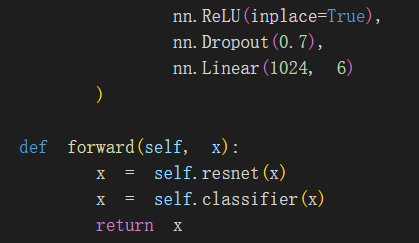 nn.ReLU(inplace=True),
nn.Dropout(0.7),
nn.Linear(1024, 6)
)
def forward(self, x):
x = self.resnet(x)
x = self.classifier(x)
return x